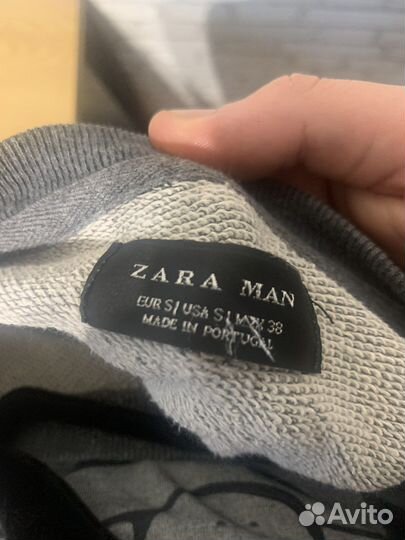 ZARA MAN
EUR S | USA S | MEX 38
MADE IN PORTUGAL
Avito